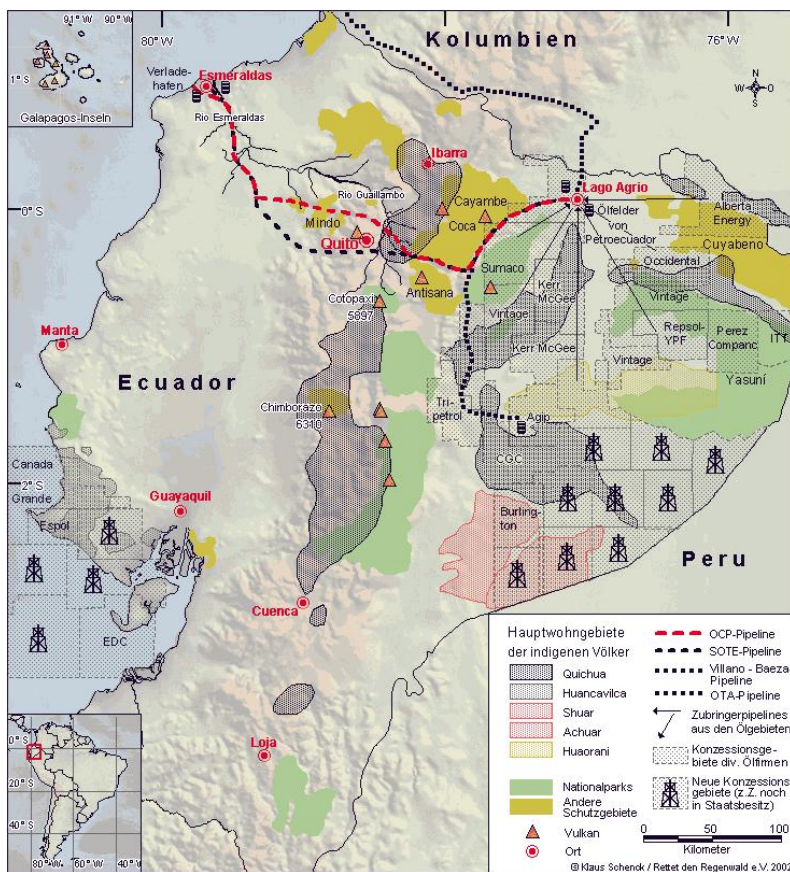 91° W 90° W
1° S
Galapagos-Inseln
80° W
76° W
Kolumbien
N
W O
S
Verlade-
hafen
Esmeraldas
Rio Esmeraldas
Ibarra
Rio Guaillambo
Lago Agrio
0° S
Mindo
Cayambe
Coca
Quito
Ölfelder
von
Petroecuador
Alberta
Energy
Cuyabeno
Occidental
Antisana
Sumaco
Kerr
McGee
Vintage
Vintage
Cotopaxi
5897
Manta
Kerr McGee
Repsol-
YPF
Perez
Companc
ITT
Vintage
Yasuní
Ecuador
Tri-
petrol
Chimborazo
6310
Agip
CGC
Canada
Grande
2° S
Guayaquil
Espol
Burling-
ton
Peru
Cuenca
EDC
Loja
0° S
20° S
40° S
80° W 60° W 40° W
Hauptwohngebiete
der indigenen Völker
Quichua
Huancavilca
Shuar
Achuar
Huaorani
Nationalparks
Andere
Schutzgebiete
Vulkan
Ort
OCP-Pipeline
SOTE-Pipeline
Villano - Baeza-
Pipeline
OTA-Pipeline
Zubringerpipelines
aus den Ölgebieten
Konzessionsge-
biete div. Ölfirmen
Neue Konzessions
gebiete (z.Z. noch
in Staatsbesitz)
0 50 100
Kilometer
@ Klaus Schenck / Rettet den Regenwald e.V. 2002